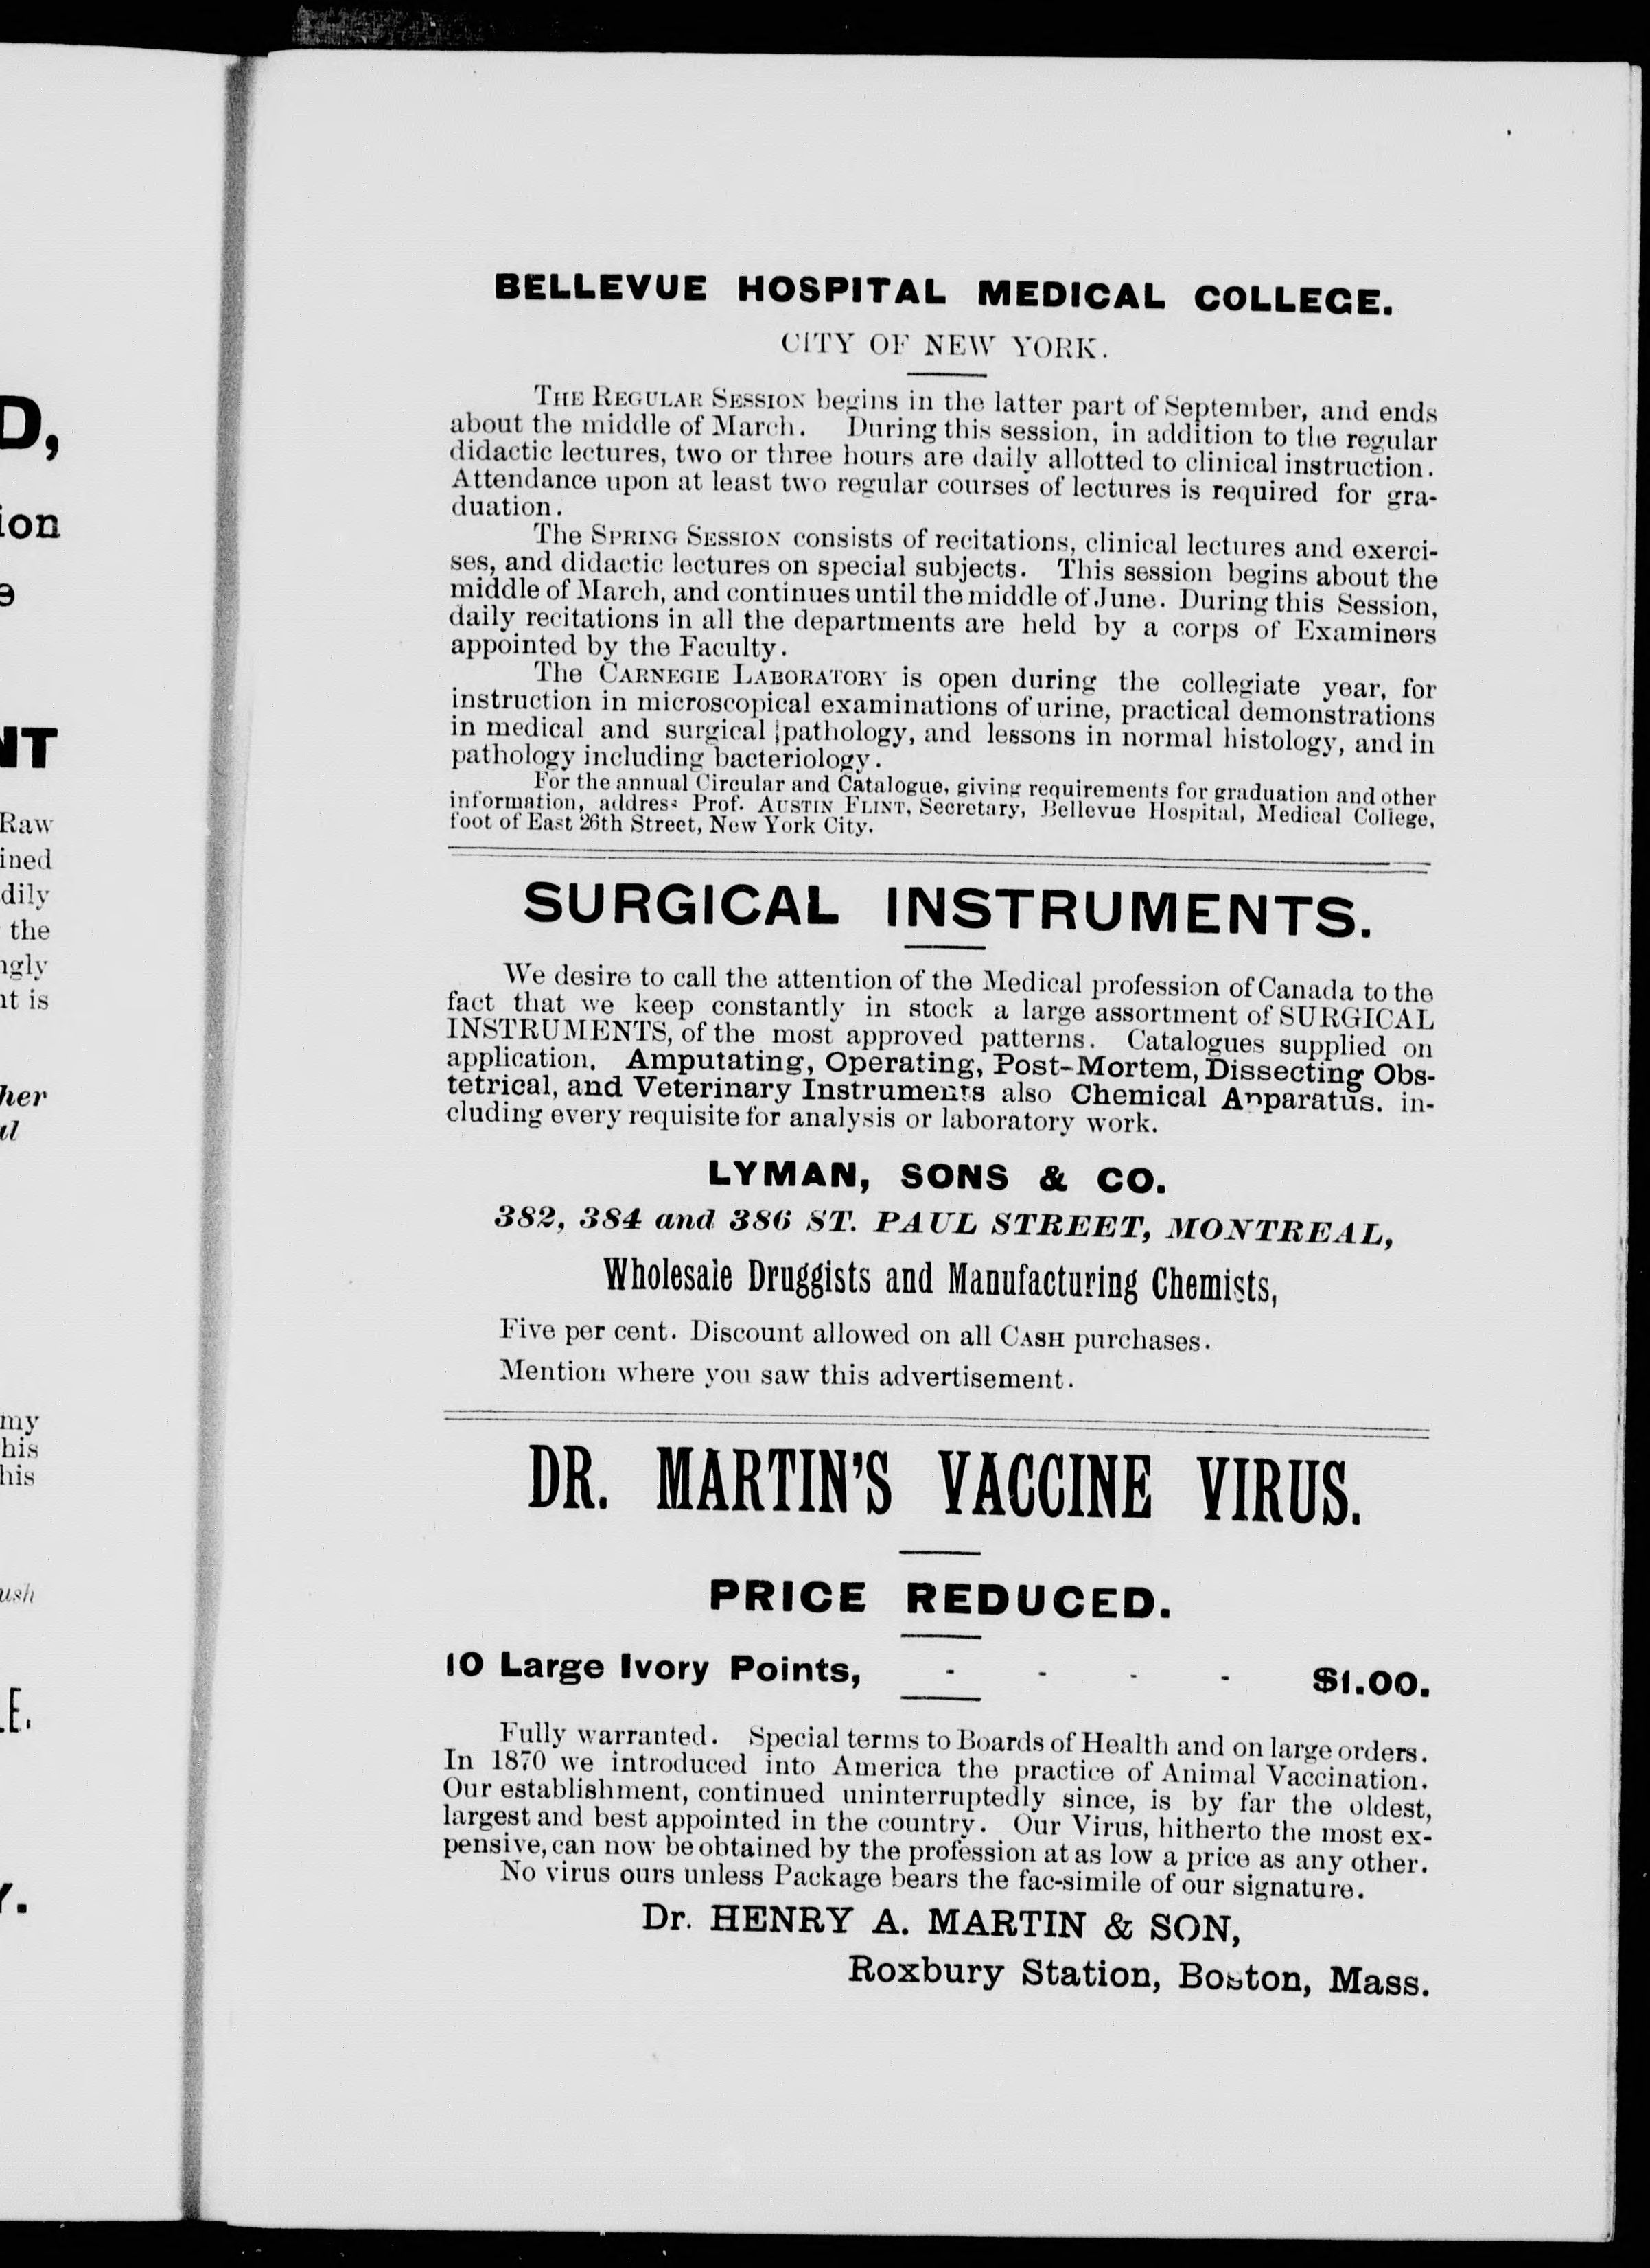 BELLEVUE HOSPITAL MEDICAL COLLEGE.
CITY OF NEW YORK.
THE REGULAR SESSION begins in the latter part of September, and ends
about the middle of March. During this session, in addition to the regular
didactic lectures, two or three hours are daily allotted to clinical instruction.
Attendance upon at least two regular courses of lectures is required for gra-
duation.
The SPRING SESSION consists of recitations, clinical lectures and exerci-
ses, and didactic lectures on special subjects. This session begins about the
middle of March, and continues until the middle of June. During this Session,
daily recitations in all the departments are held by a corps of Examiners
appointed by the Faculty.
The CARNEGIE LABORATORY is open during the collegiate year, for
instruction in microscopical examinations of urine, practical demonstrations
in medical and surgical pathology, and lessons in normal histology, and in
pathology including bacteriology.
For the annual Circular and Catalogue, giving requirements for graduation and other
information, address Prof. AUSTIN FLINT, Secretary, Bellevue Hospital, Medical College,
foot of East 26th Street, New York City.
SURGICAL INSTRUMENTS.
We desire to call the attention of the Medical profession of Canada to the
fact that we keep constantly in stock a large assortment of SURGICAL
INSTRUMENTS, of the most approved patterns. Catalogues supplied on
application. Amputating, Operating, Post-Mortem, Dissecting Obs-
tetrical, and Veterinary Instruments also Chemical Apparatus. in-
cluding every requisite for analysis or laboratory work.
LYMAN, SONS & CO.
382, 384 and 386 ST. PAUL STREET, MONTREAL,
Wholesale Druggists and Manufacturing Chemists,
Five per cent. Discount allowed on all CASH purchases.
Mention where you saw this advertisement.
DR. MARTIN'S VACCINE VIRUS.
PRICE REDUCED.
10 Large Ivory Points, - - - - $1.00.
Fully warranted. Special terms to Boards of Health and on large orders.
In 1870 we introduced into America the practice of Animal Vaccination.
Our establishment, continued uninterruptedly since, is by far the oldest,
largest and best appointed in the country. Our Virus, hitherto the most ex-
pensive, can now be obtained by the profession at as low a price as any other.
No virus ours unless Package bears the fac-simile of our signature.
Dr. HENRY A. MARTIN & SON,
Roxbury Station, Boston, Mass.